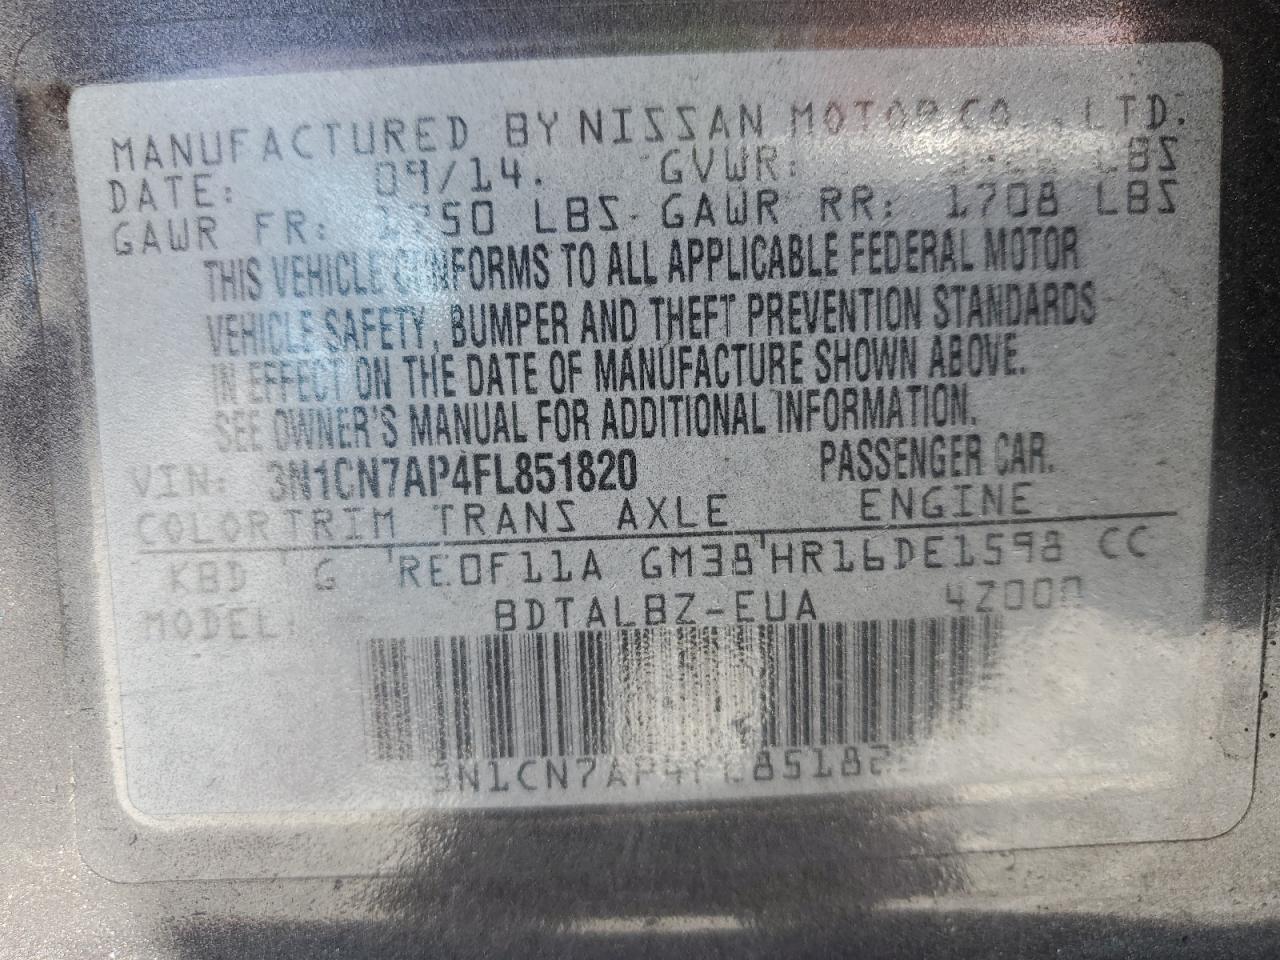 MANUFACTURED BY NISSAN MOTOR CO., LTD.
DATE: 09/14. GVWR: LBS
GAWR FR: LBS. GAWR RR: 1708 LBS
THIS VEHICLE CONFORMS TO ALL APPLICABLE FEDERAL MOTOR
VEHICLE SAFETY, BUMPER AND THEFT PREVENTION STANDARDS
IN EFFECT ON THE DATE OF MANUFACTURE SHOWN ABOVE.
SEE OWNER'S MANUAL FOR ADDITIONAL INFORMATION.
VIN: 3N1CN7AP4FL851820 PASSENGER CAR.
COLOR TRIM TRANS AXLE ENGINE
KBD G RE0F11A GM38 HR16DE1598 CC
MODEL: BDTALBZ-EUA 4Z000